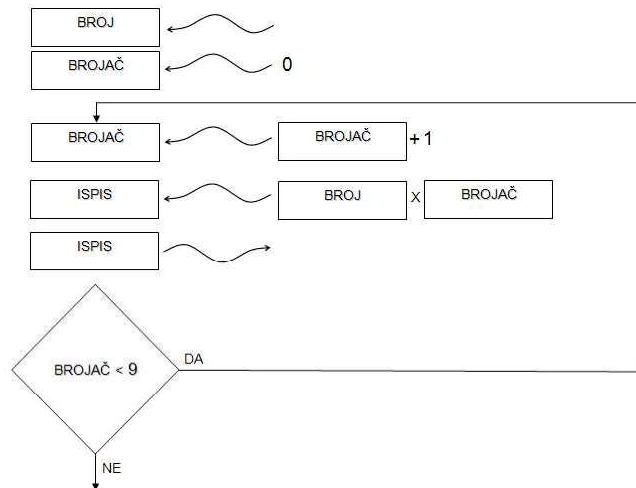 BROJ
BROJAČ 0
BROJAČ BROJAČ + 1
ISPIS BROJ X BROJAČ
ISPIS
BROJAČ < 9 DA
NE